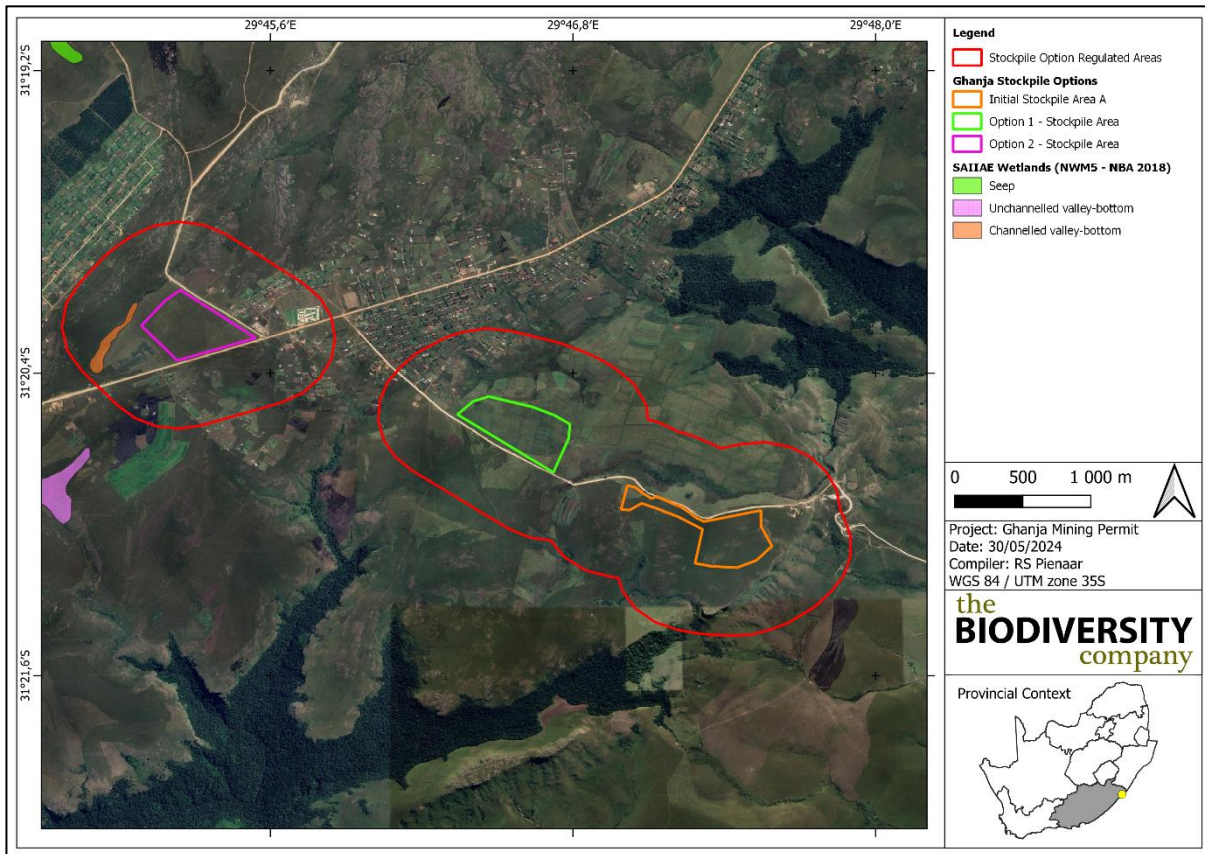 29°45,6'E
29°46,8'E
29°48,0'E
31°19,2'S
31°20,4'S
31°21,6'S
Legend
Stockpile Option Regulated Areas
Ghanja Stockpile Options
Initial Stockpile Area A
Option 1 - Stockpile Area
Option 2 - Stockpile Area
SAIIAE Wetlands (NWM5 - NBA 2018)
Seep
Unchannelled valley-bottom
Channelled valley-bottom
0 500 1 000 m
Project: Ghanja Mining Permit
Date: 30/05/2024
Compiler: RS Pienaar
WGS 84 / UTM zone 35S
the
BIODIVERSITY
company
Provincial Context